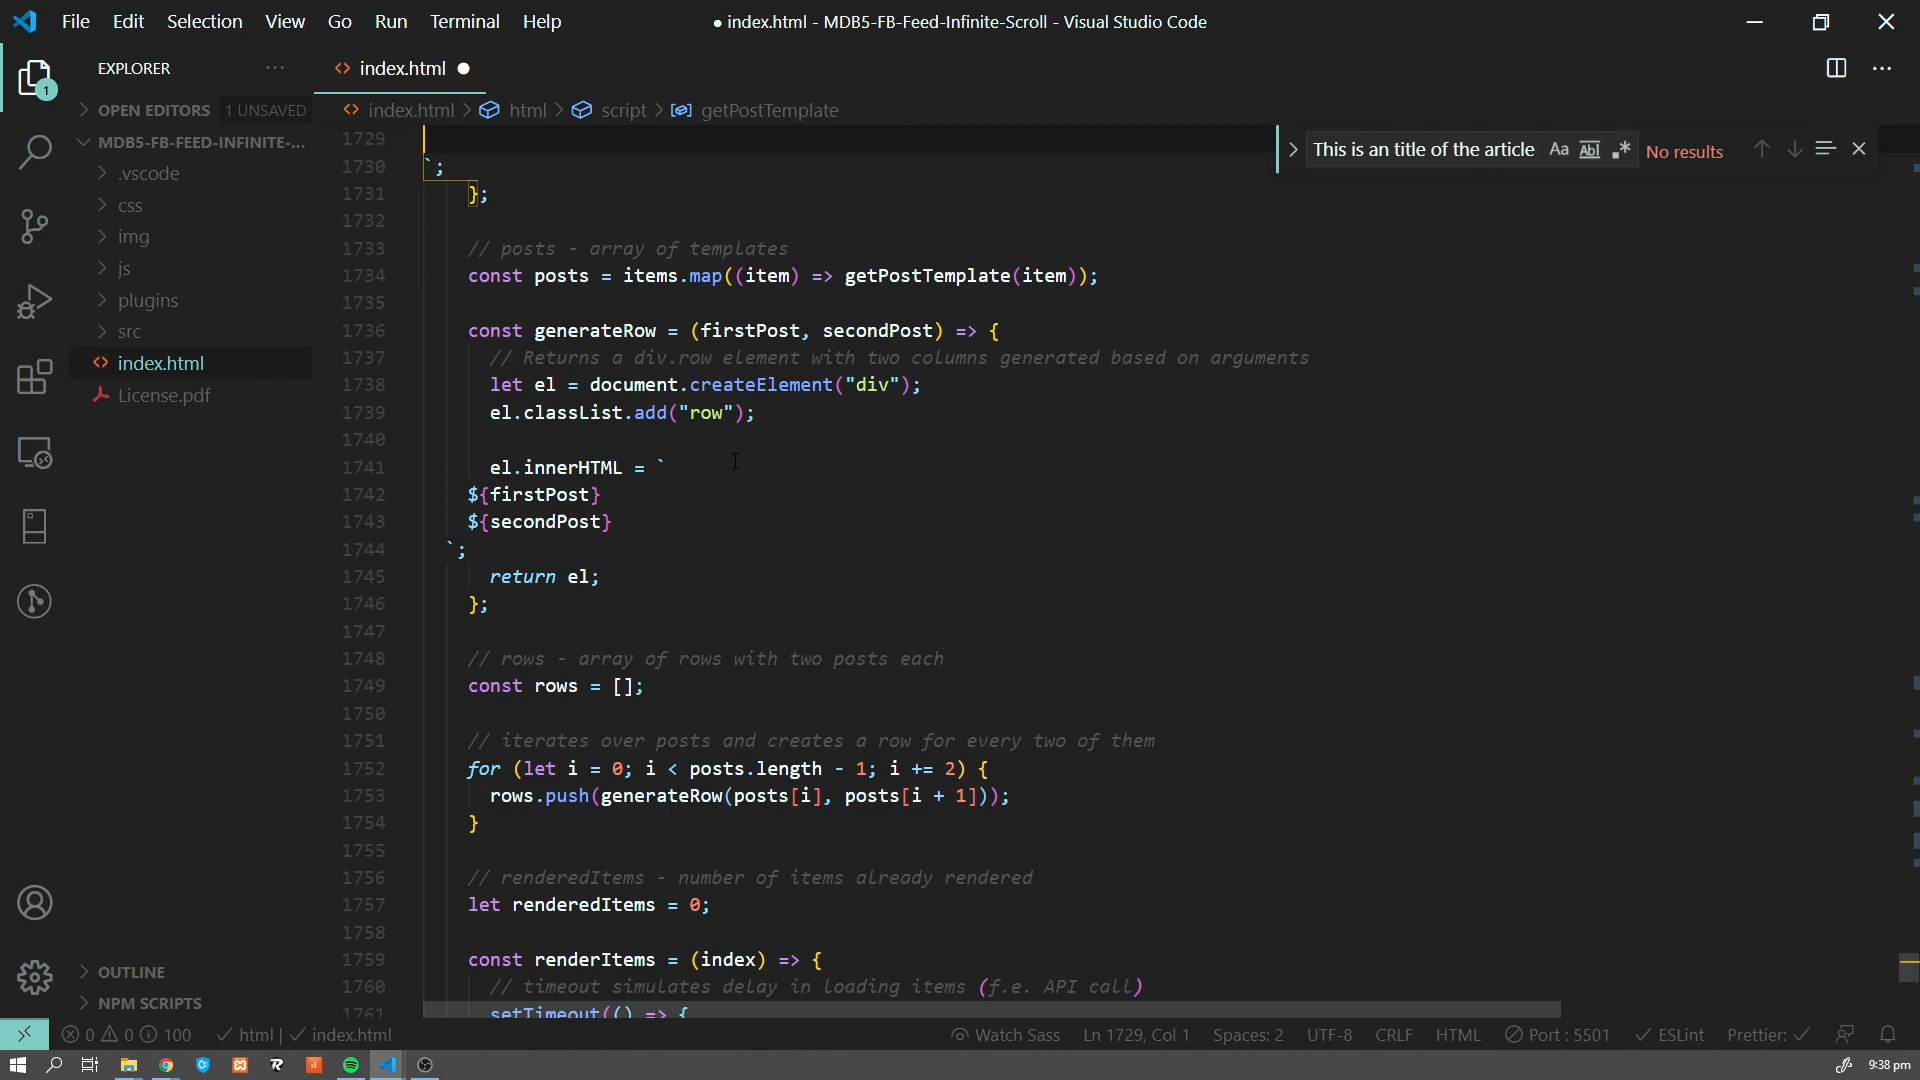 File Edit Selection View Go Run Terminal Help
● index.html - MDB5-FB-Feed-Infinite-Scroll - Visual Studio Code
EXPLORER
index.html
OPEN EDITORS 1 UNSAVED
index.html > html > script > getPostTemplate
MDB5-FB-FEED-INFINITE-...
.vscode
css
img
js
plugins
src
index.html
License.pdf
OUTLINE
NPM SCRIPTS
1
This is an title of the article Aa Abl .* No results
1729
1730 `;
1731 };
1732
1733 // posts - array of templates
1734 const posts = items.map((item) => getPostTemplate(item));
1735
1736 const generateRow = (firstPost, secondPost) => {
1737 // Returns a div.row element with two columns generated based on arguments
1738 let el = document.createElement("div");
1739 el.classList.add("row");
1740
1741 el.innerHTML = `
1742 ${firstPost}
1743 ${secondPost}
1744 `;
1745 return el;
1746 };
1747
1748 // rows - array of rows with two posts each
1749 const rows = [];
1750
1751 // iterates over posts and creates a row for every two of them
1752 for (let i = 0; i < posts.length - 1; i += 2) {
1753 rows.push(generateRow(posts[i], posts[i + 1]));
1754 }
1755
1756 // renderedItems - number of items already rendered
1757 let renderedItems = 0;
1758
1759 const renderItems = (index) => {
1760 // timeout simulates delay in loading items (f.e. API call)
1761 setTimeout(() => {
0 0 100 html | index.html Watch Sass Ln 1729, Col 1 Spaces: 2 UTF-8 CRLF HTML Port : 5501 ESLint Prettier: ✓
9:38 pm